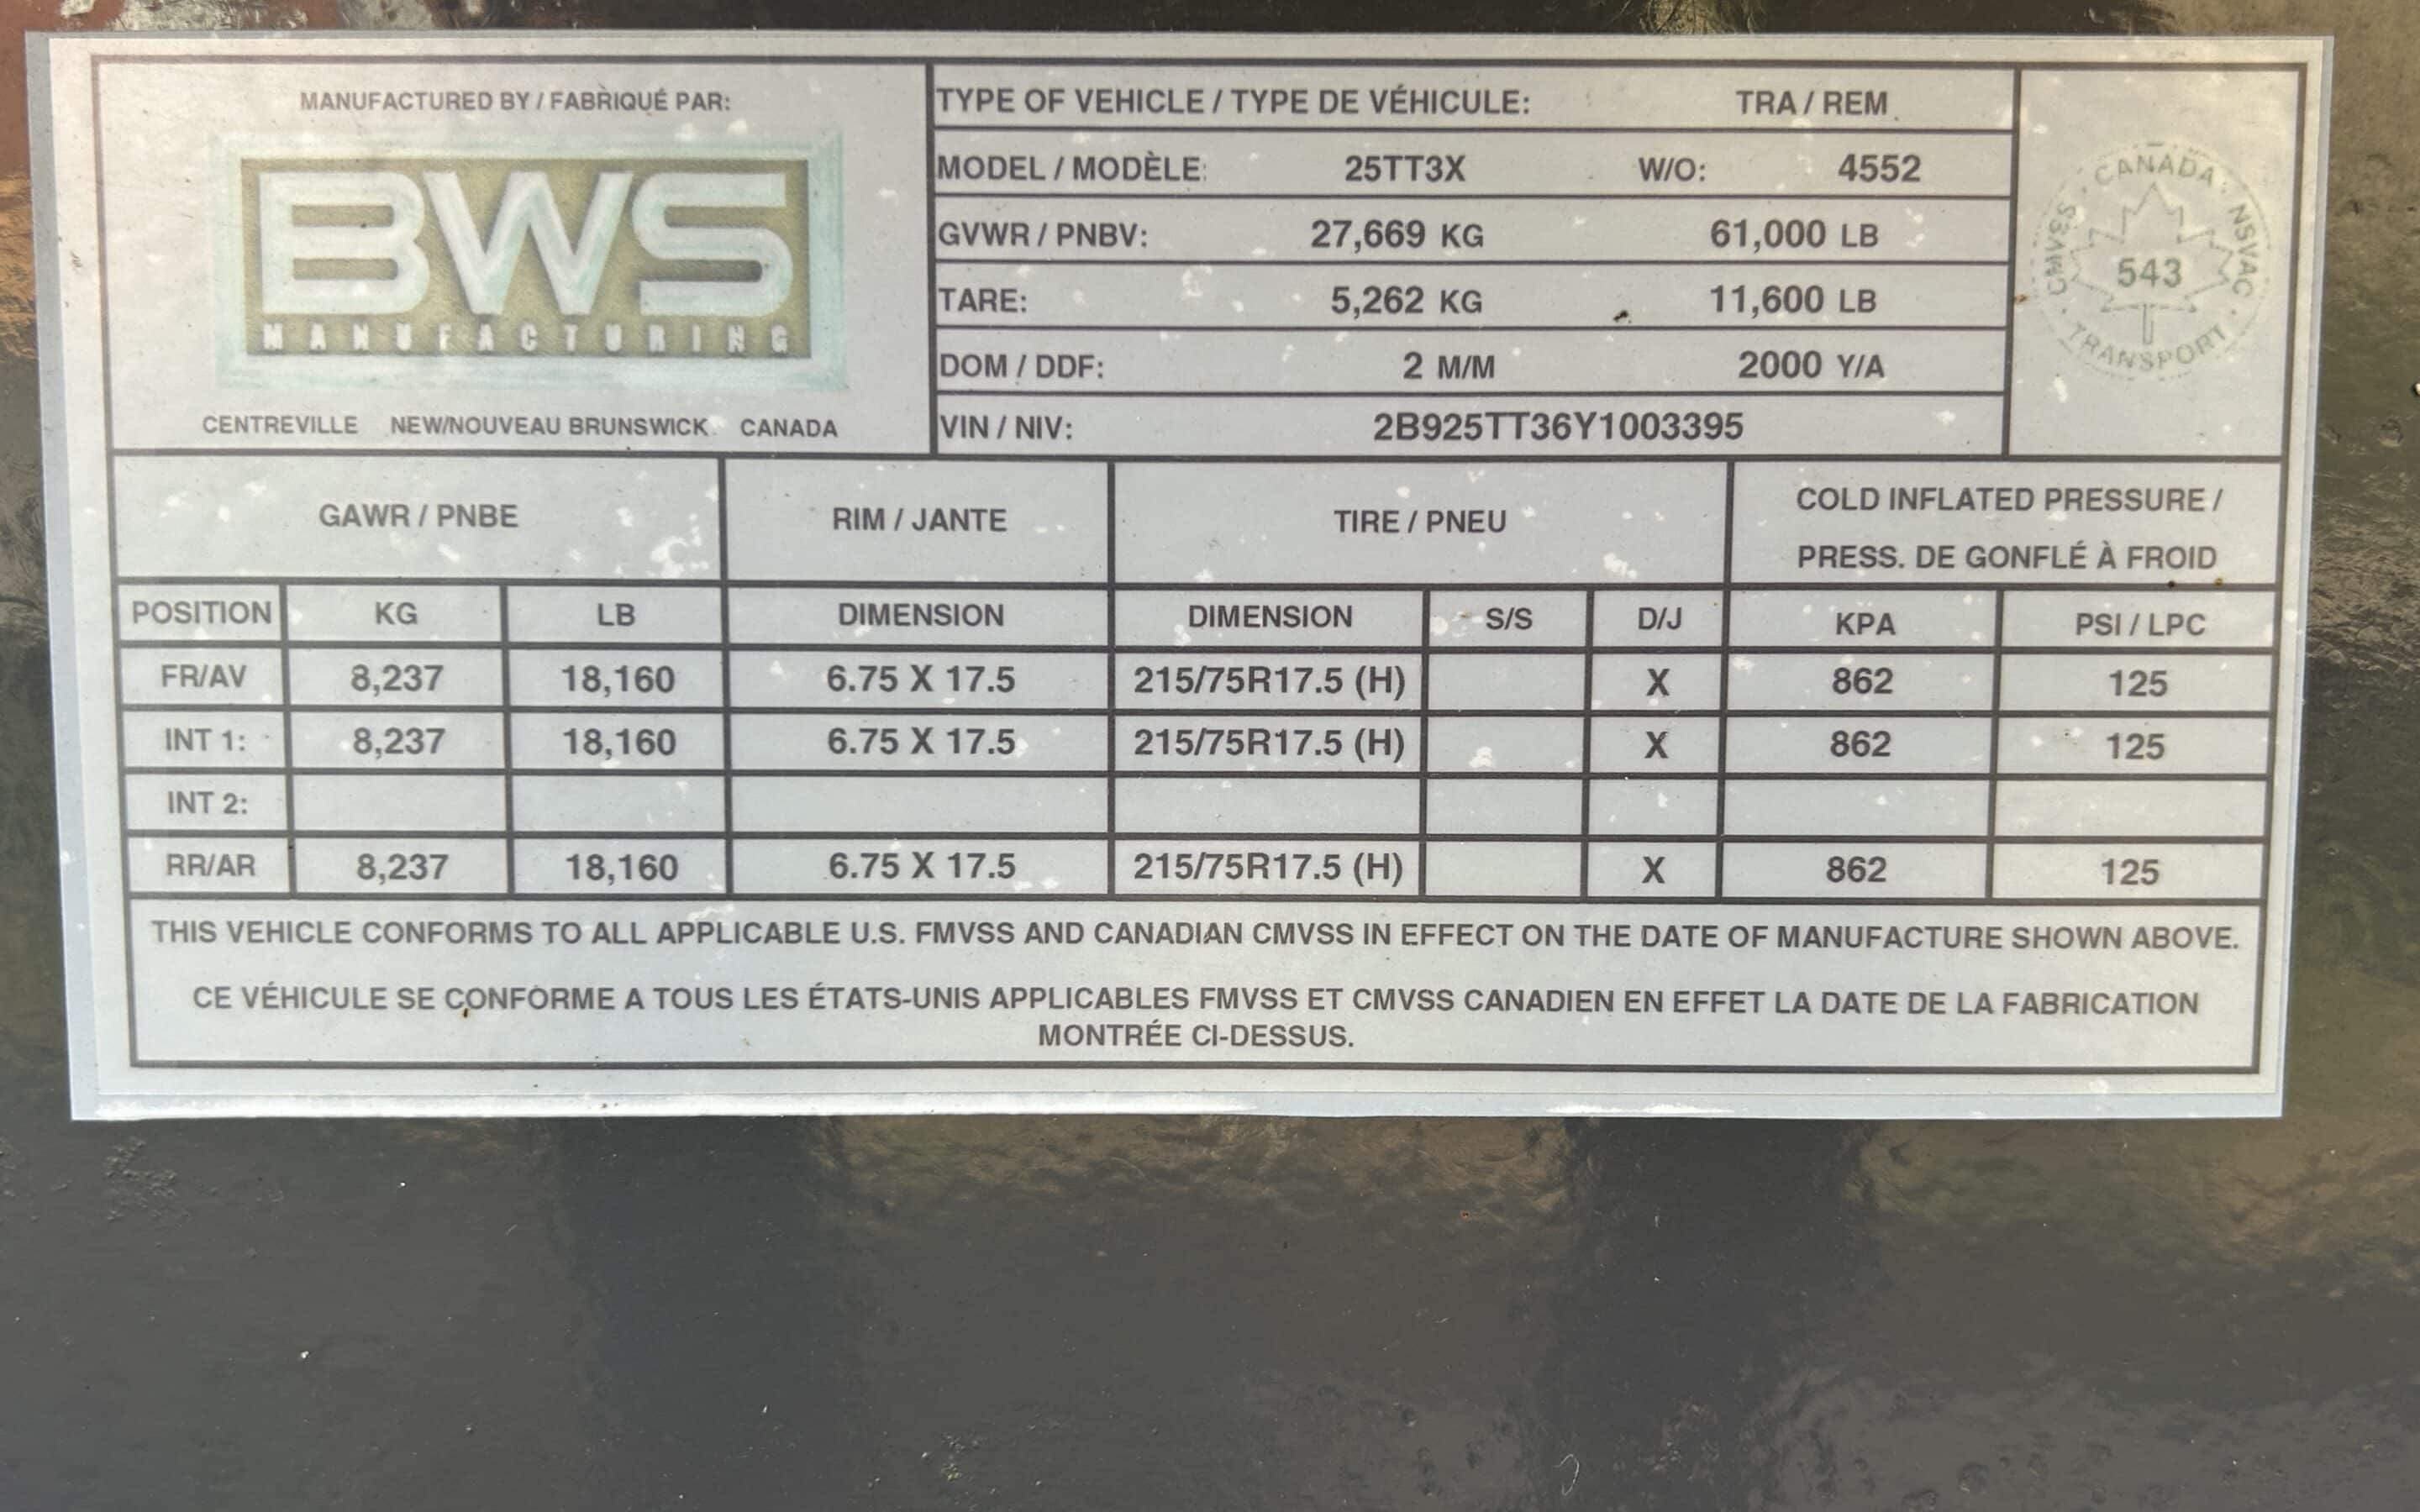 MANUFACTURED BY / FABRIQUÉ PAR:
BWS
MANUFACTURING
CENTREVILLE NEW/NOUVEAU BRUNSWICK CANADA
TYPE OF VEHICLE / TYPE DE VÉHICULE: TRA / REM
MODEL / MODÈLE: 25TT3X W/O: 4552
GVWR / PNBV: 27,669 KG 61,000 LB
TARE: 5,262 KG 11,600 LB
DOM / DDF: 2 M/M 2000 Y/A
VIN / NIV: 2B925TT36Y1003395
CANADA · NSVAC · TRANSPORT · CMVSS
543
GAWR / PNBE RIM / JANTE TIRE / PNEU COLD INFLATED PRESSURE /
PRESS. DE GONFLÉ À FROID
POSITION KG LB DIMENSION DIMENSION S/S D/J KPA PSI / LPC
FR/AV 8,237 18,160 6.75 X 17.5 215/75R17.5 (H) X 862 125
INT 1: 8,237 18,160 6.75 X 17.5 215/75R17.5 (H) X 862 125
INT 2:
RR/AR 8,237 18,160 6.75 X 17.5 215/75R17.5 (H) X 862 125
THIS VEHICLE CONFORMS TO ALL APPLICABLE U.S. FMVSS AND CANADIAN CMVSS IN EFFECT ON THE DATE OF MANUFACTURE SHOWN ABOVE.
CE VÉHICULE SE CONFORME A TOUS LES ÉTATS-UNIS APPLICABLES FMVSS ET CMVSS CANADIEN EN EFFET LA DATE DE LA FABRICATION
MONTRÉE CI-DESSUS.